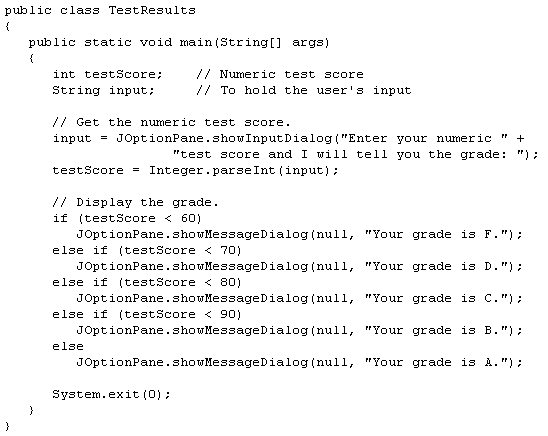 public class TestResults
{
   public static void main(String[] args)
   {
      int testScore;    // Numeric test score
      String input;     // To hold the user's input

      // Get the numeric test score.
      input = JOptionPane.showInputDialog("Enter your numeric " +
                     "test score and I will tell you the grade: ");
      testScore = Integer.parseInt(input);

      // Display the grade.
      if (testScore < 60)
         JOptionPane.showMessageDialog(null, "Your grade is F.");
      else if (testScore < 70)
         JOptionPane.showMessageDialog(null, "Your grade is D.");
      else if (testScore < 80)
         JOptionPane.showMessageDialog(null, "Your grade is C.");
      else if (testScore < 90)
         JOptionPane.showMessageDialog(null, "Your grade is B.");
      else
         JOptionPane.showMessageDialog(null, "Your grade is A.");

      System.exit(0);
   }
}